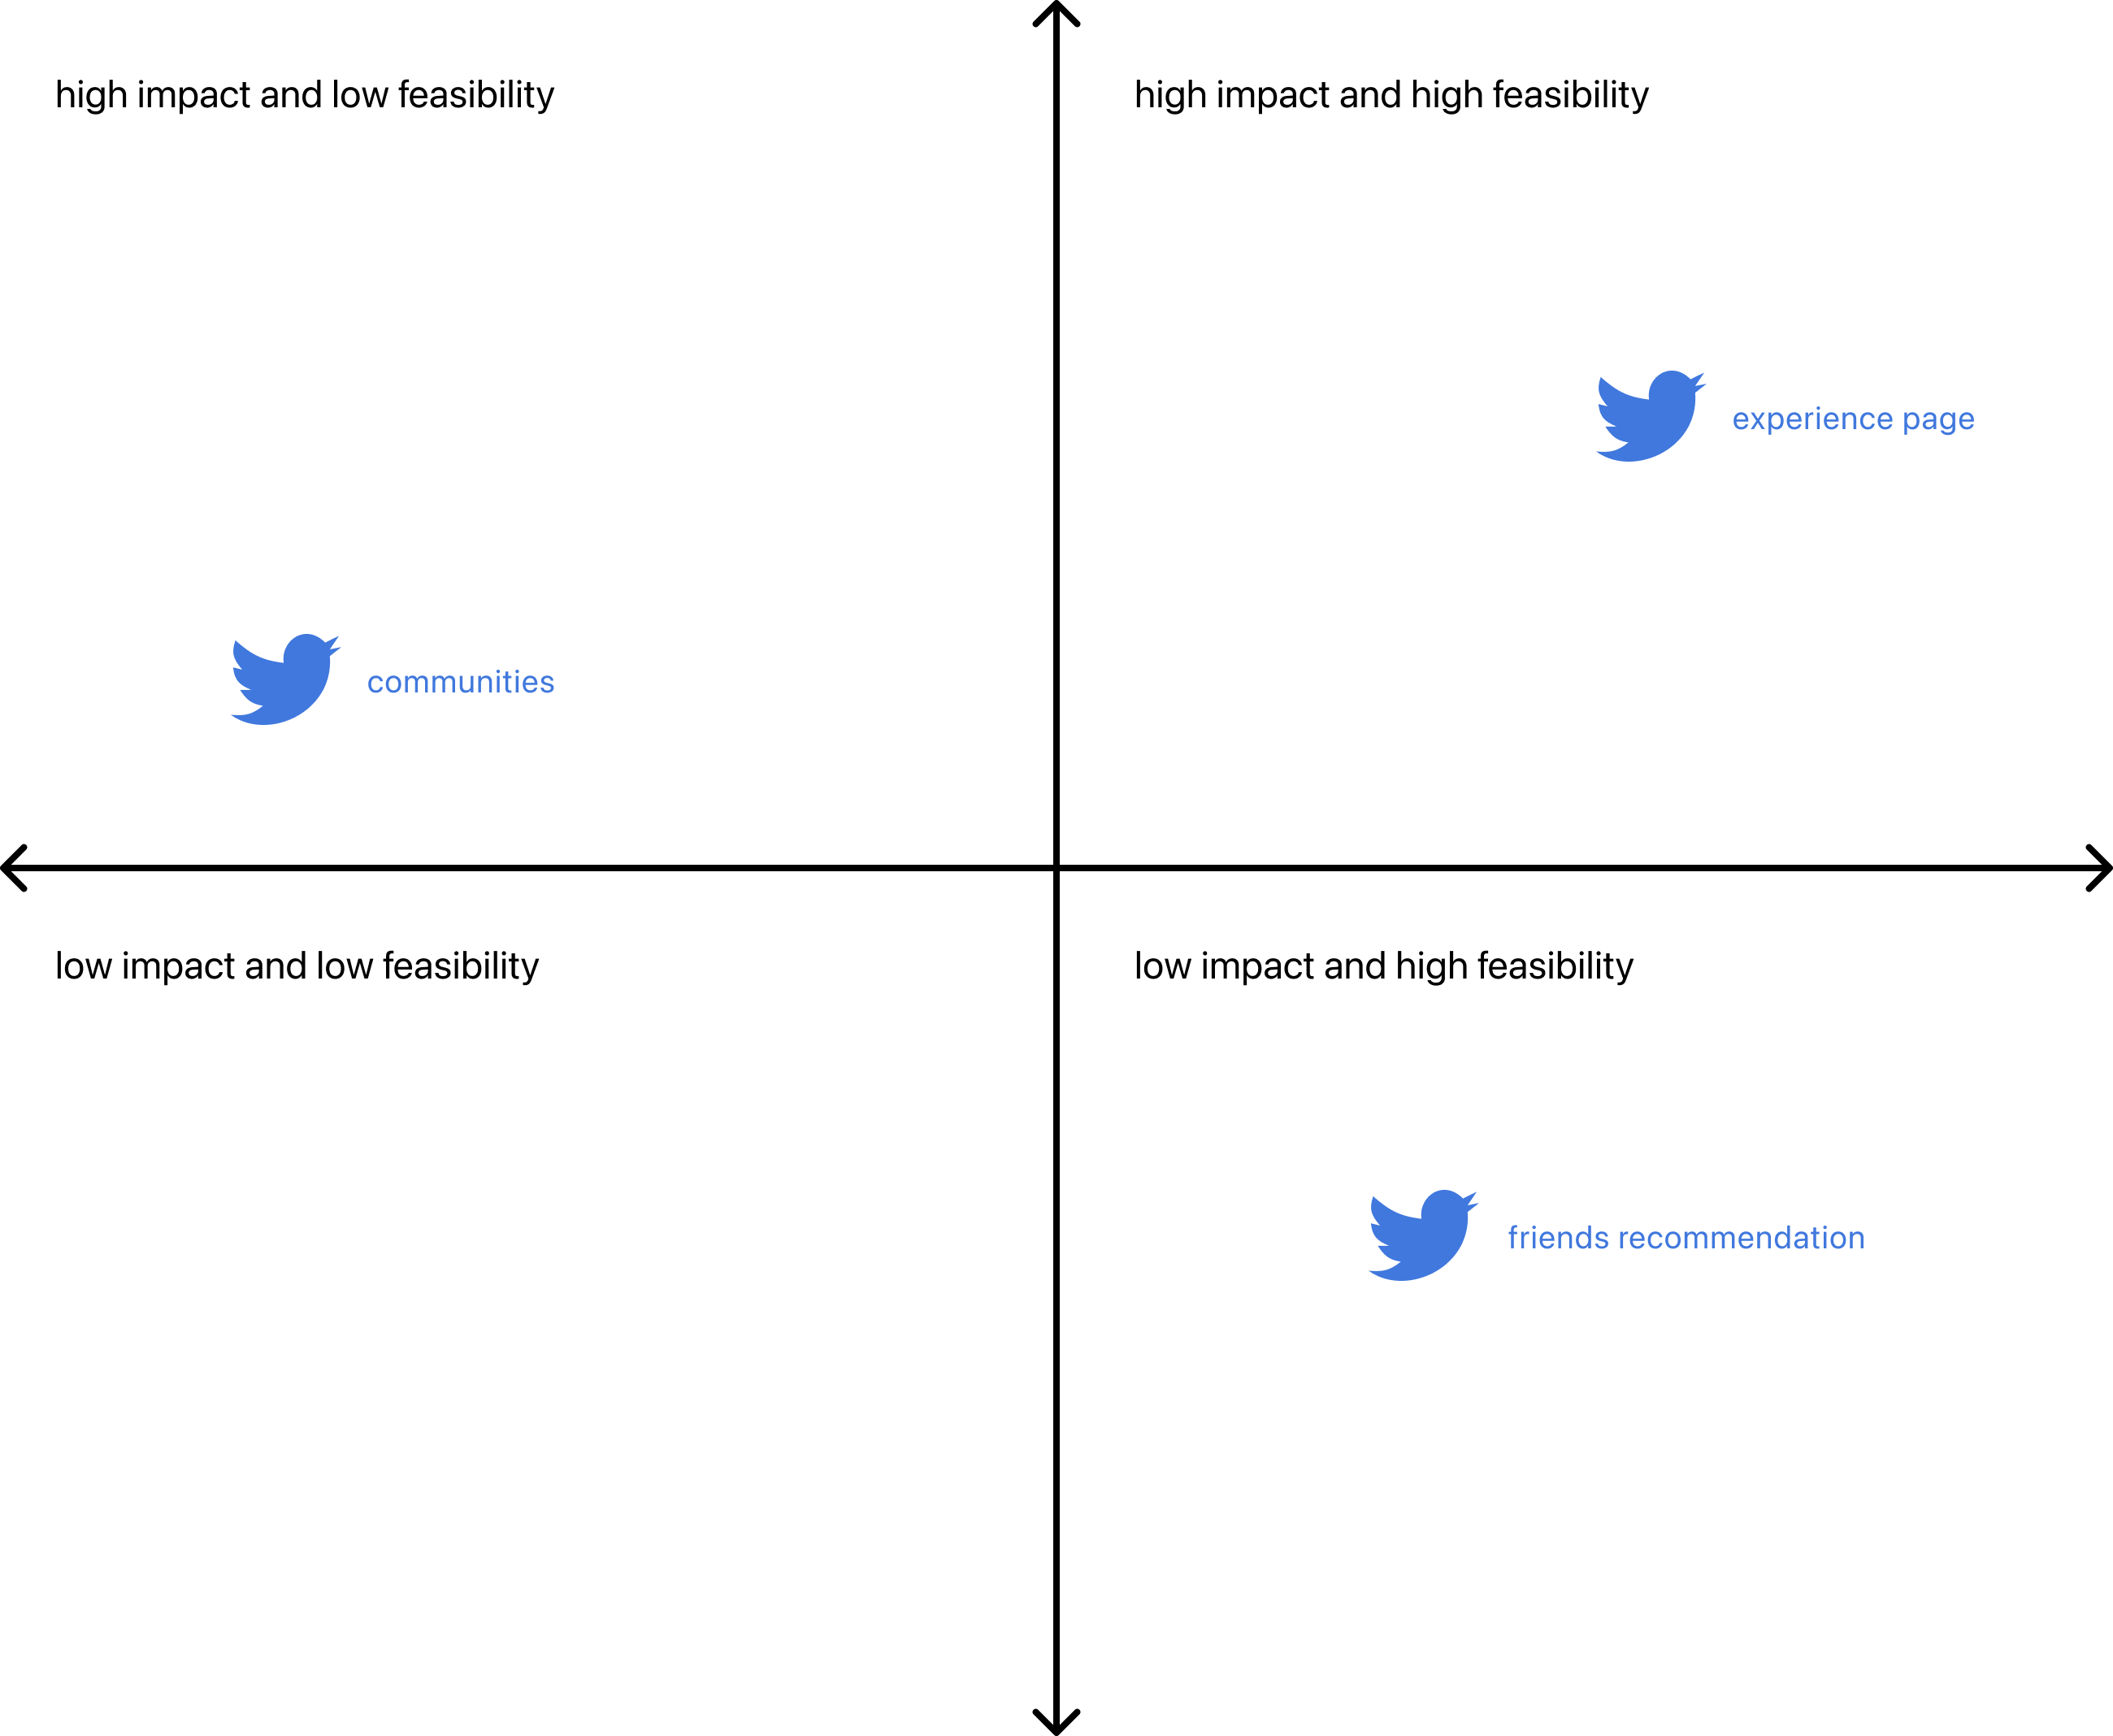 high impact and low feasibility
high impact and high feasibility
experience page
communities
low impact and low feasibility
low impact and high feasibility
friends recommendation